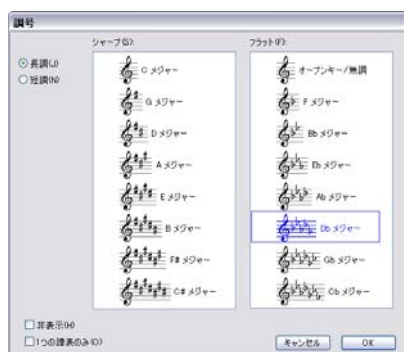 調号
長調(J)
短調(N)
シャープ(S):
C メジャー
G メジャー
D メジャー
A メジャー
E メジャー
B メジャー
F# メジャー
C# メジャー
フラット(F):
オープンキー/無調
F メジャー
Bb メジャー
Eb メジャー
Ab メジャー
Db メジャー
Gb メジャー
Cb メジャー
非表示(H)
1つの譜表のみ(O)
キャンセル
OK